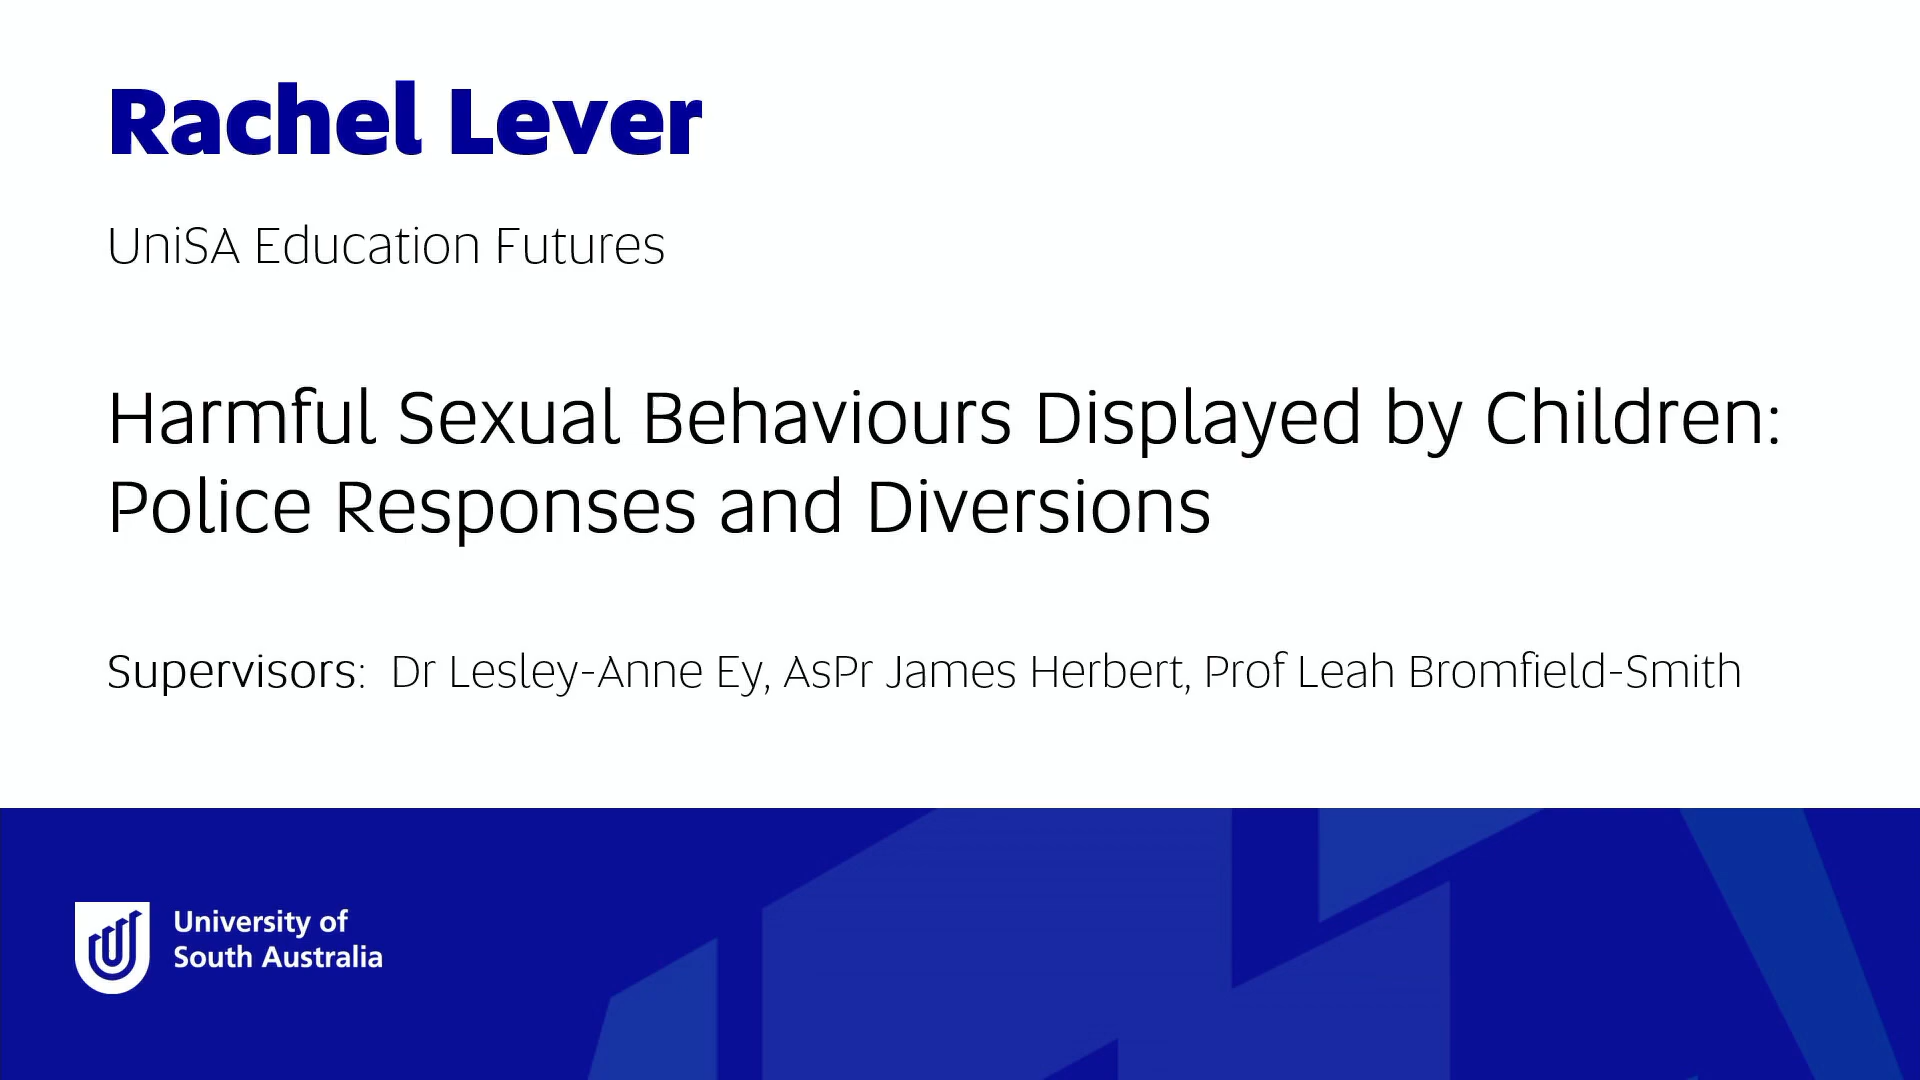 Rachel Lever
UniSA Education Futures
Harmful Sexual Behaviours Displayed by Children:
Police Responses and Diversions
Supervisors: Dr Lesley-Anne Ey, AsPr James Herbert, Prof Leah Bromfield-Smith
University of
South Australia